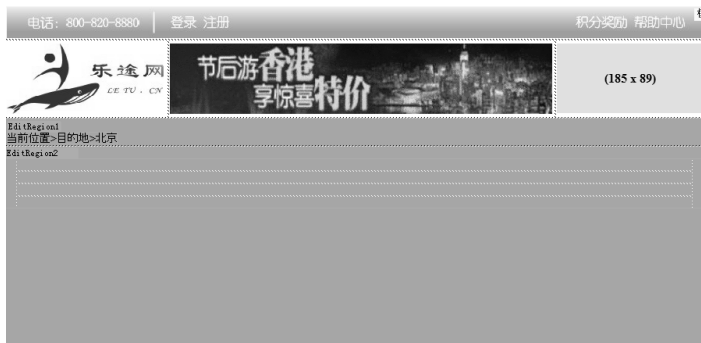 电话：800-820-8880 登录 注册 积分奖励 帮助中心
乐途网
LE TU . CN
节后游香港
享惊喜特价
(185 x 89)
EditRegion1
当前位置>目的地>北京
EditRegion2